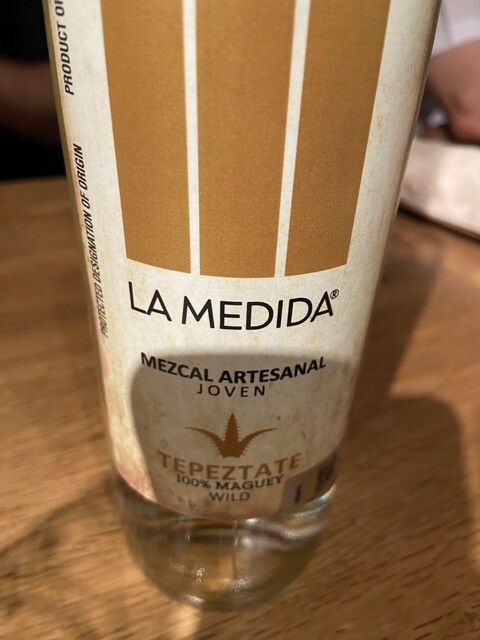 PRODUCT OF
PROTECTED DESIGNATION OF ORIGIN
LA MEDIDA®
MEZCAL ARTESANAL
JOVEN
TEPEZTATE
100% MAGUEY
WILD